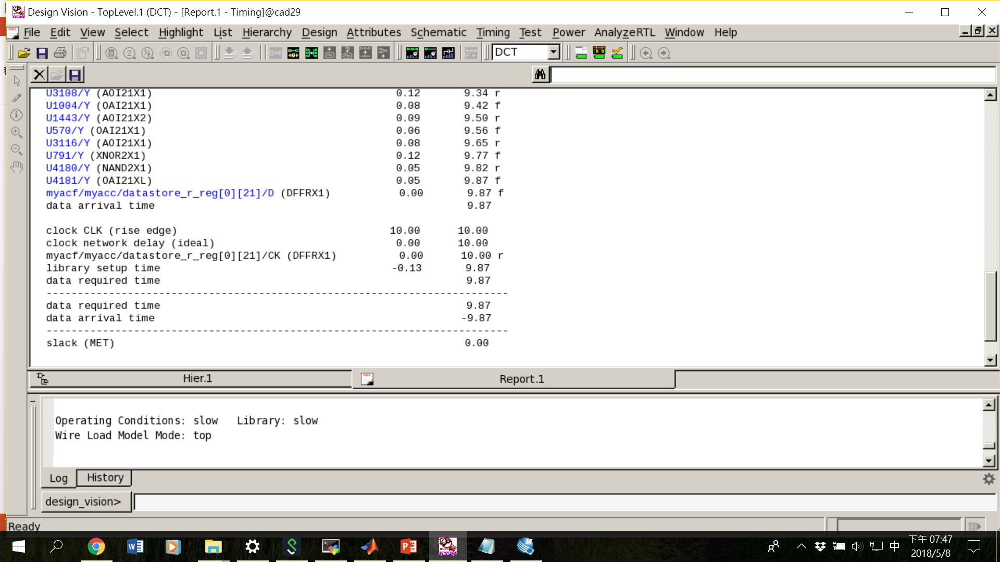 Design Vision - TopLevel.1 (DCT) - [Report.1 - Timing]@cad29
File Edit View Select Highlight List Hierarchy Design Attributes Schematic Timing Test Power AnalyzeRTL Window Help
DCT
U3108/Y (AOI21X1) 0.12 9.34 r
U1004/Y (OAI21X1) 0.08 9.42 f
U1443/Y (AOI21X2) 0.09 9.50 r
U570/Y (OAI21X1) 0.06 9.56 f
U3116/Y (AOI21X1) 0.08 9.65 r
U791/Y (XNOR2X1) 0.12 9.77 f
U4180/Y (NAND2X1) 0.05 9.82 r
U4181/Y (OAI21XL) 0.05 9.87 f
myacf/myacc/datastore_r_reg[0][21]/D (DFFRX1) 0.00 9.87 f
data arrival time 9.87
clock CLK (rise edge) 10.00 10.00
clock network delay (ideal) 0.00 10.00
myacf/myacc/datastore_r_reg[0][21]/CK (DFFRX1) 0.00 10.00 r
library setup time -0.13 9.87
data required time 9.87
--------------------------------------------------------------------------
data required time 9.87
data arrival time -9.87
--------------------------------------------------------------------------
slack (MET) 0.00
Hier.1
Report.1
Operating Conditions: slow Library: slow
Wire Load Model Mode: top
Log History
design_vision>
Ready
SYNOPSYS
中
下午 07:47
2018/5/8